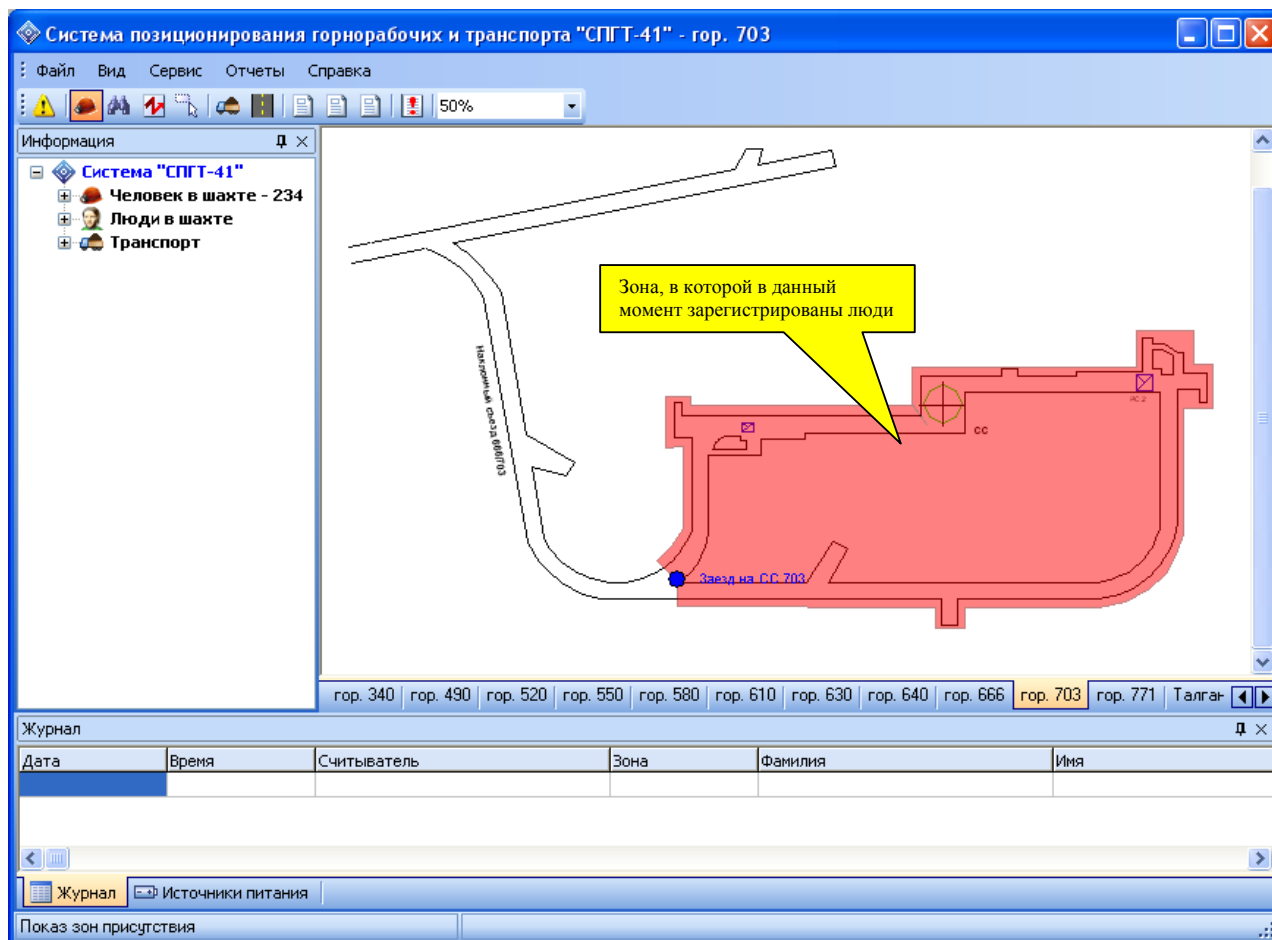 Система позиционирования горнорабочих и транспорта "СПГТ-41" - гор. 703
Файл Вид Сервис Отчеты Справка
50%
Информация
Система "СПГТ-41"
Человек в шахте - 234
Люди в шахте
Транспорт
Зона, в которой в данный
момент зарегистрированы люди
Наклонный съезд 666/703
РС 2
СС
Заезд на СС 703
гор. 340 гор. 490 гор. 520 гор. 550 гор. 580 гор. 610 гор. 630 гор. 640 гор. 666 гор. 703 гор. 771 Талган
Журнал
Дата Время Считыватель Зона Фамилия Имя
Журнал Источники питания
Показ зон присутствия